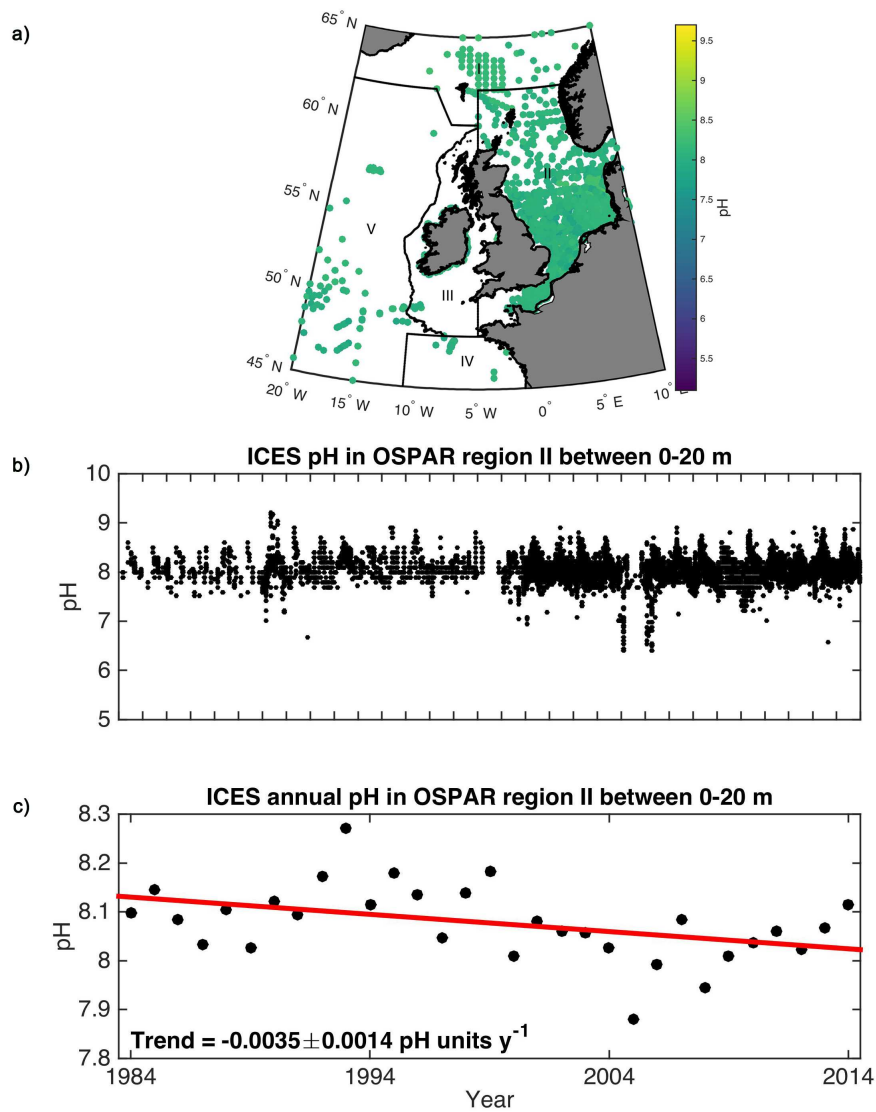 a)
65° N
60° N
55° N
50° N
45° N
20° W
15° W
10° W
5° W
0°
5° E
10° E
I
II
V
III
IV
9.5
9
8.5
8
7.5
7
6.5
6
5.5
pH
b)
ICES pH in OSPAR region II between 0-20 m
10
9
8
7
6
5
pH
c)
ICES annual pH in OSPAR region II between 0-20 m
8.3
8.2
8.1
8
7.9
7.8
pH
Trend = -0.0035±0.0014 pH units y⁻¹
1984
1994
2004
2014
Year